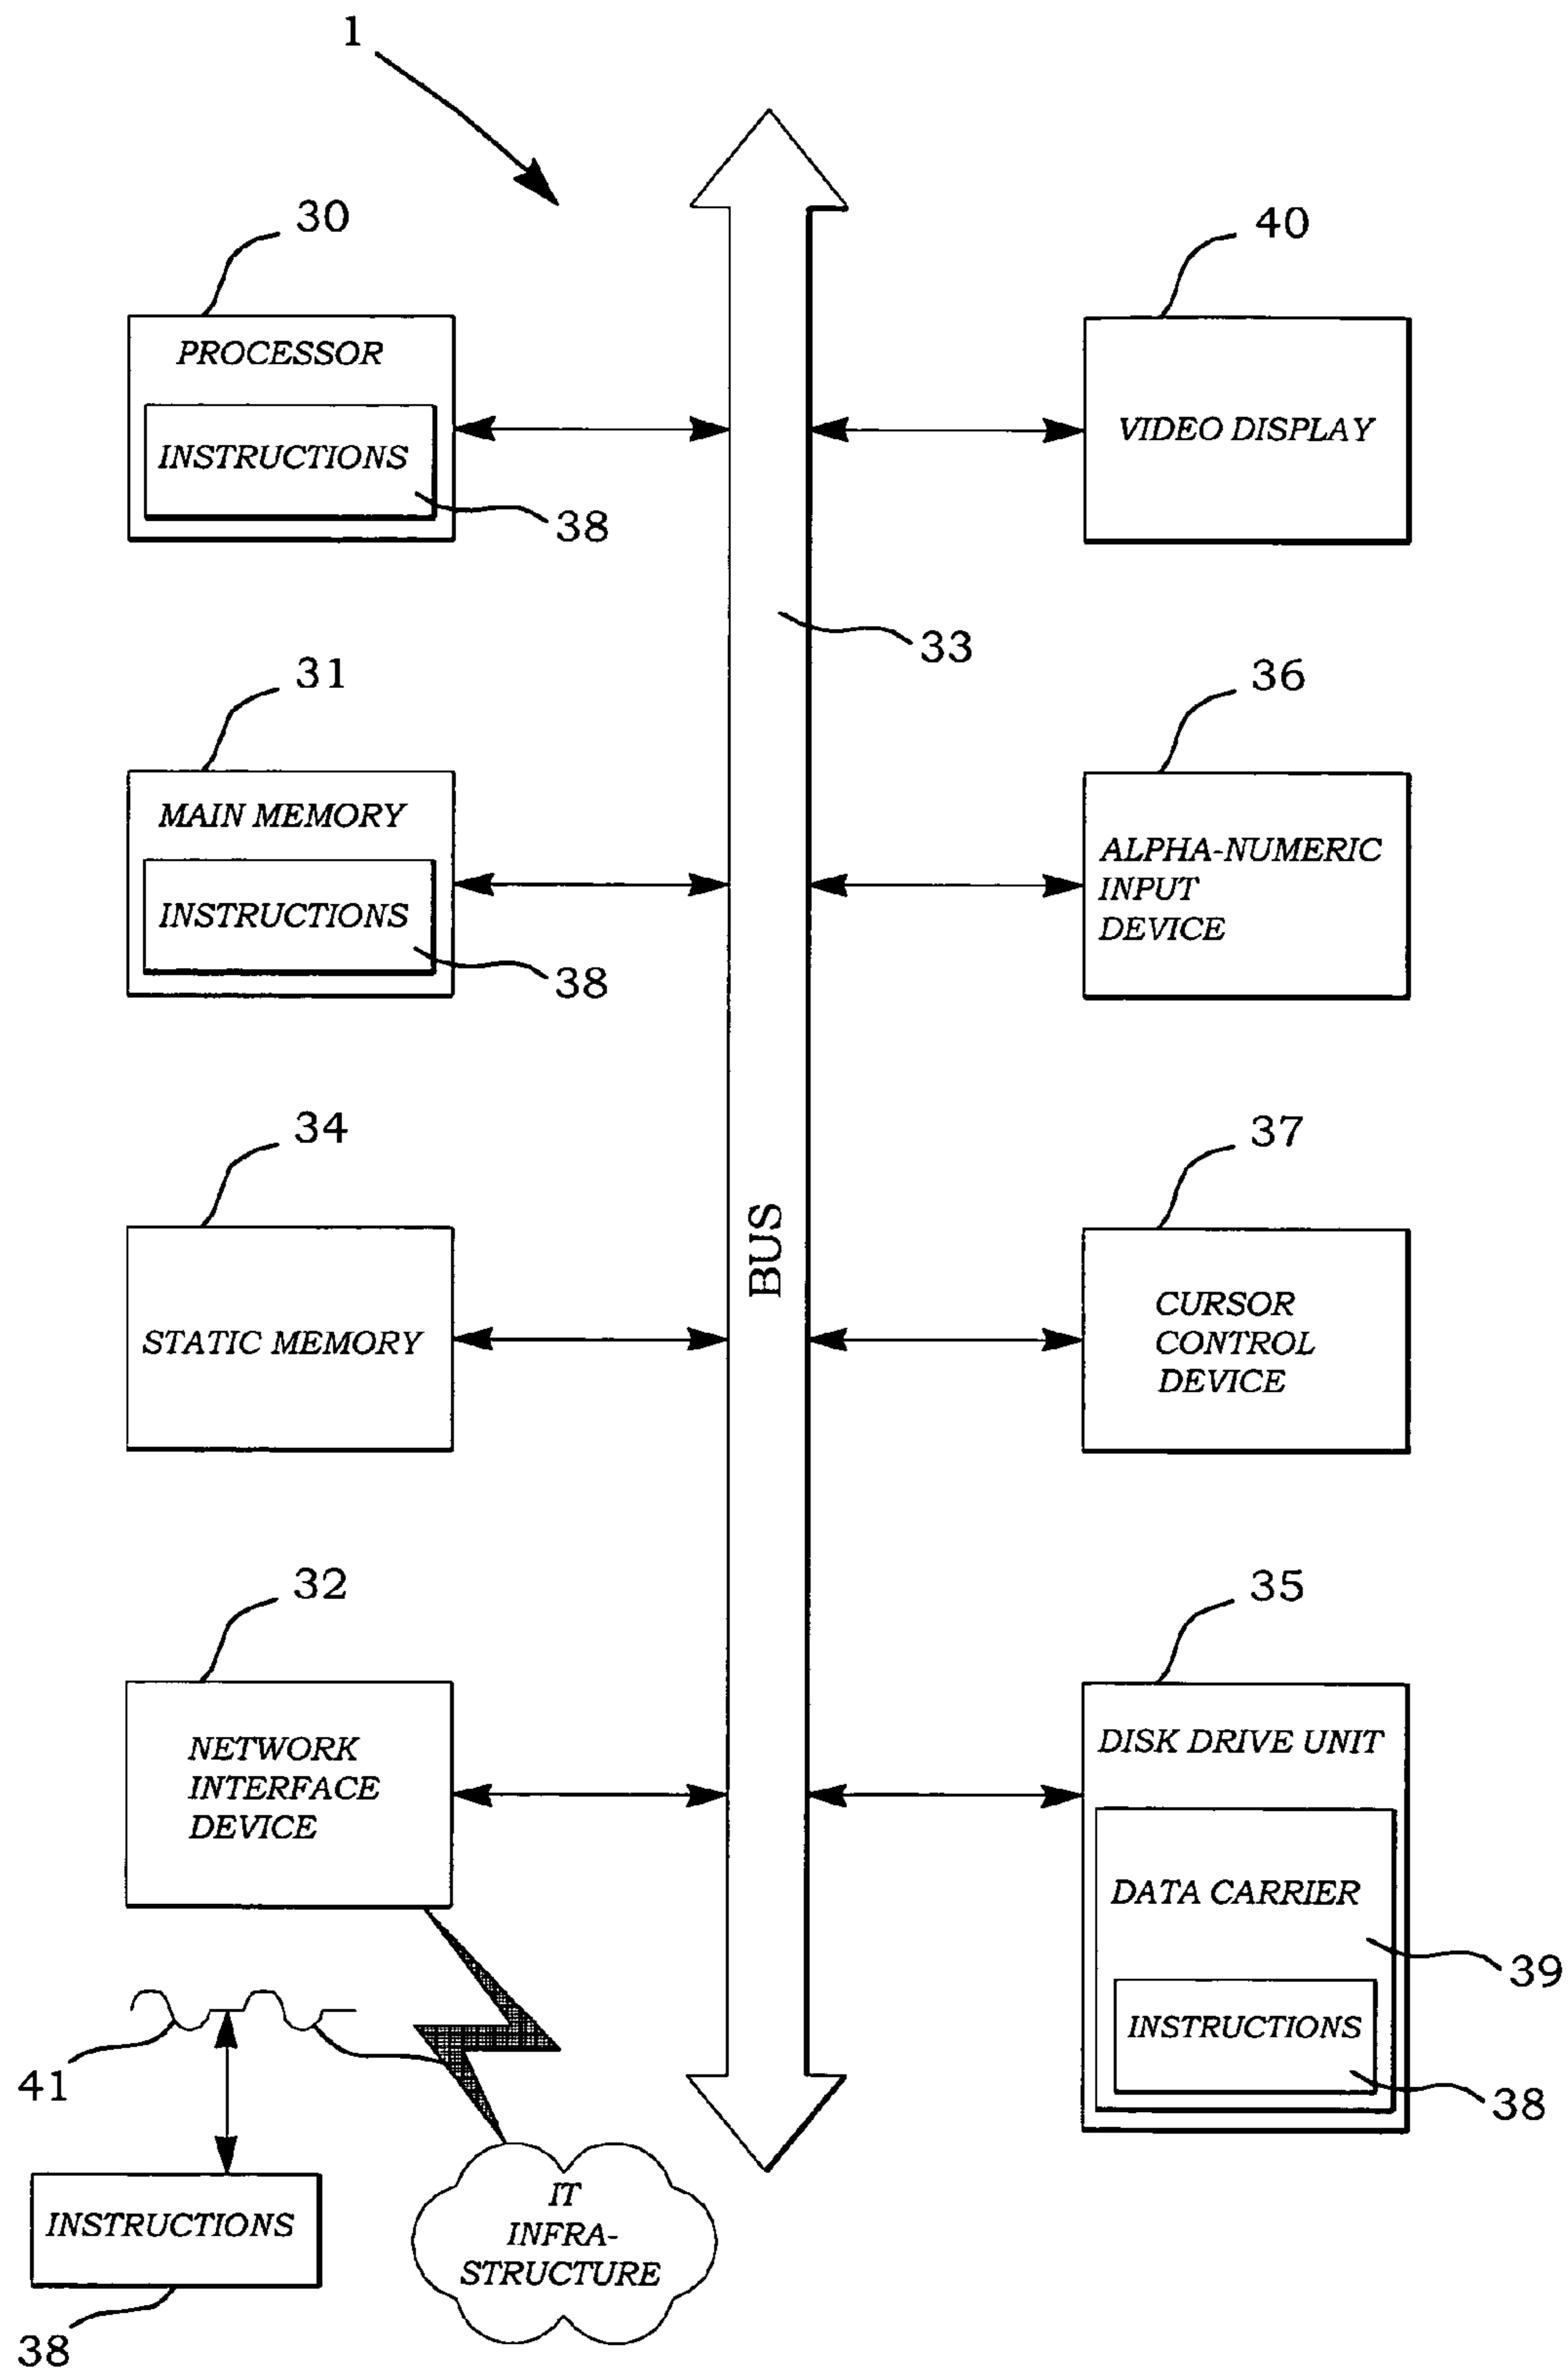 1
30
PROCESSOR
INSTRUCTIONS
38
40
VIDEO DISPLAY
33
31
MAIN MEMORY
INSTRUCTIONS
38
36
ALPHA-NUMERIC
INPUT
DEVICE
34
STATIC MEMORY
BUS
37
CURSOR
CONTROL
DEVICE
32
NETWORK
INTERFACE
DEVICE
35
DISK DRIVE UNIT
DATA CARRIER
39
INSTRUCTIONS
38
41
INSTRUCTIONS
38
IT
INFRA-
STRUCTURE